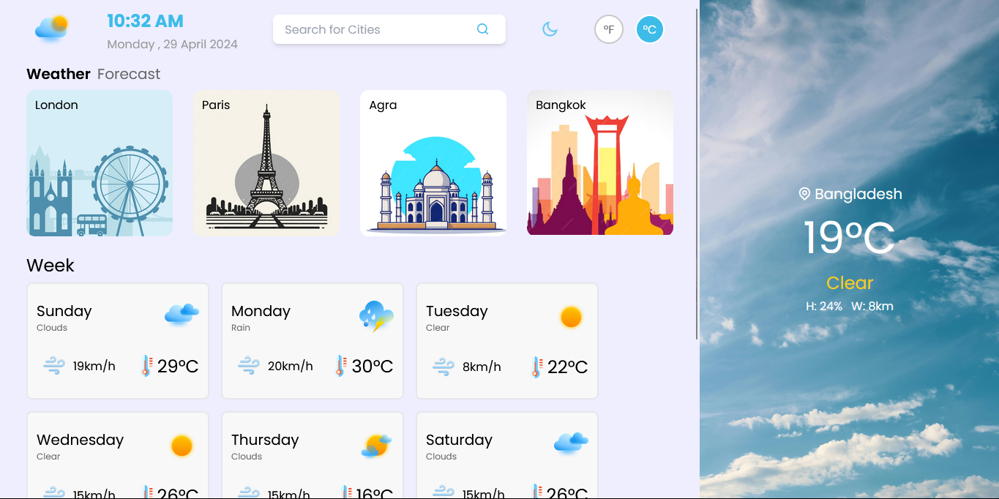 10:32 AM
Monday , 29 April 2024
Search for Cities
°F
°C
Weather Forecast
London
Paris
Agra
Bangkok
Week
Sunday
Clouds
19km/h
29°C
Monday
Rain
20km/h
30°C
Tuesday
Clear
8km/h
22°C
Wednesday
Clear
15km/h
26°C
Thursday
Clouds
15km/h
16°C
Saturday
Clouds
15km/h
26°C
Bangladesh
19°C
Clear
H: 24% W: 8km